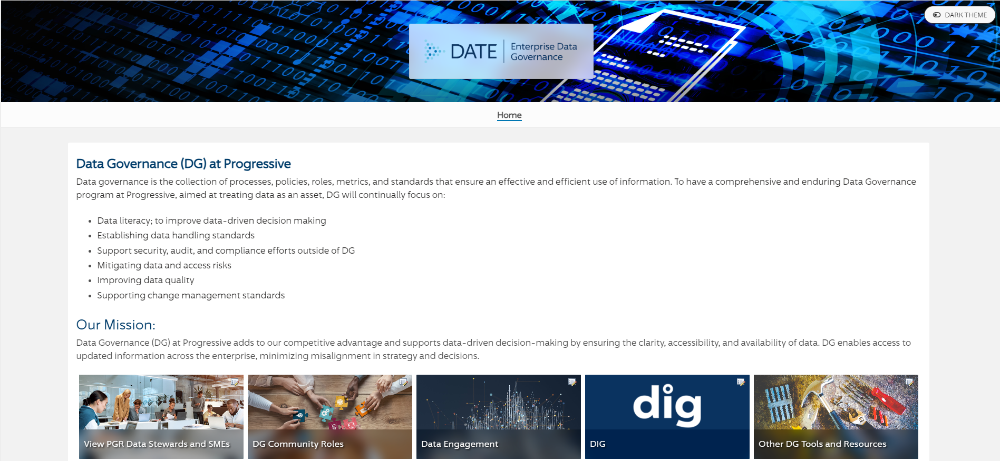 DARK THEME
DATE
Enterprise Data
Governance
Home
Data Governance (DG) at Progressive
Data governance is the collection of processes, policies, roles, metrics, and standards that ensure an effective and efficient use of information. To have a comprehensive and enduring Data Governance
program at Progressive, aimed at treating data as an asset, DG will continually focus on:
• Data literacy; to improve data-driven decision making
• Establishing data handling standards
• Support security, audit, and compliance efforts outside of DG
• Mitigating data and access risks
• Improving data quality
• Supporting change management standards
Our Mission:
Data Governance (DG) at Progressive adds to our competitive advantage and supports data-driven decision-making by ensuring the clarity, accessibility, and availability of data. DG enables access to
updated information across the enterprise, minimizing misalignment in strategy and decisions.
dig
View PGR Data Stewards and SMEs
DG Community Roles
Data Engagement
DIG
Other DG Tools and Resources